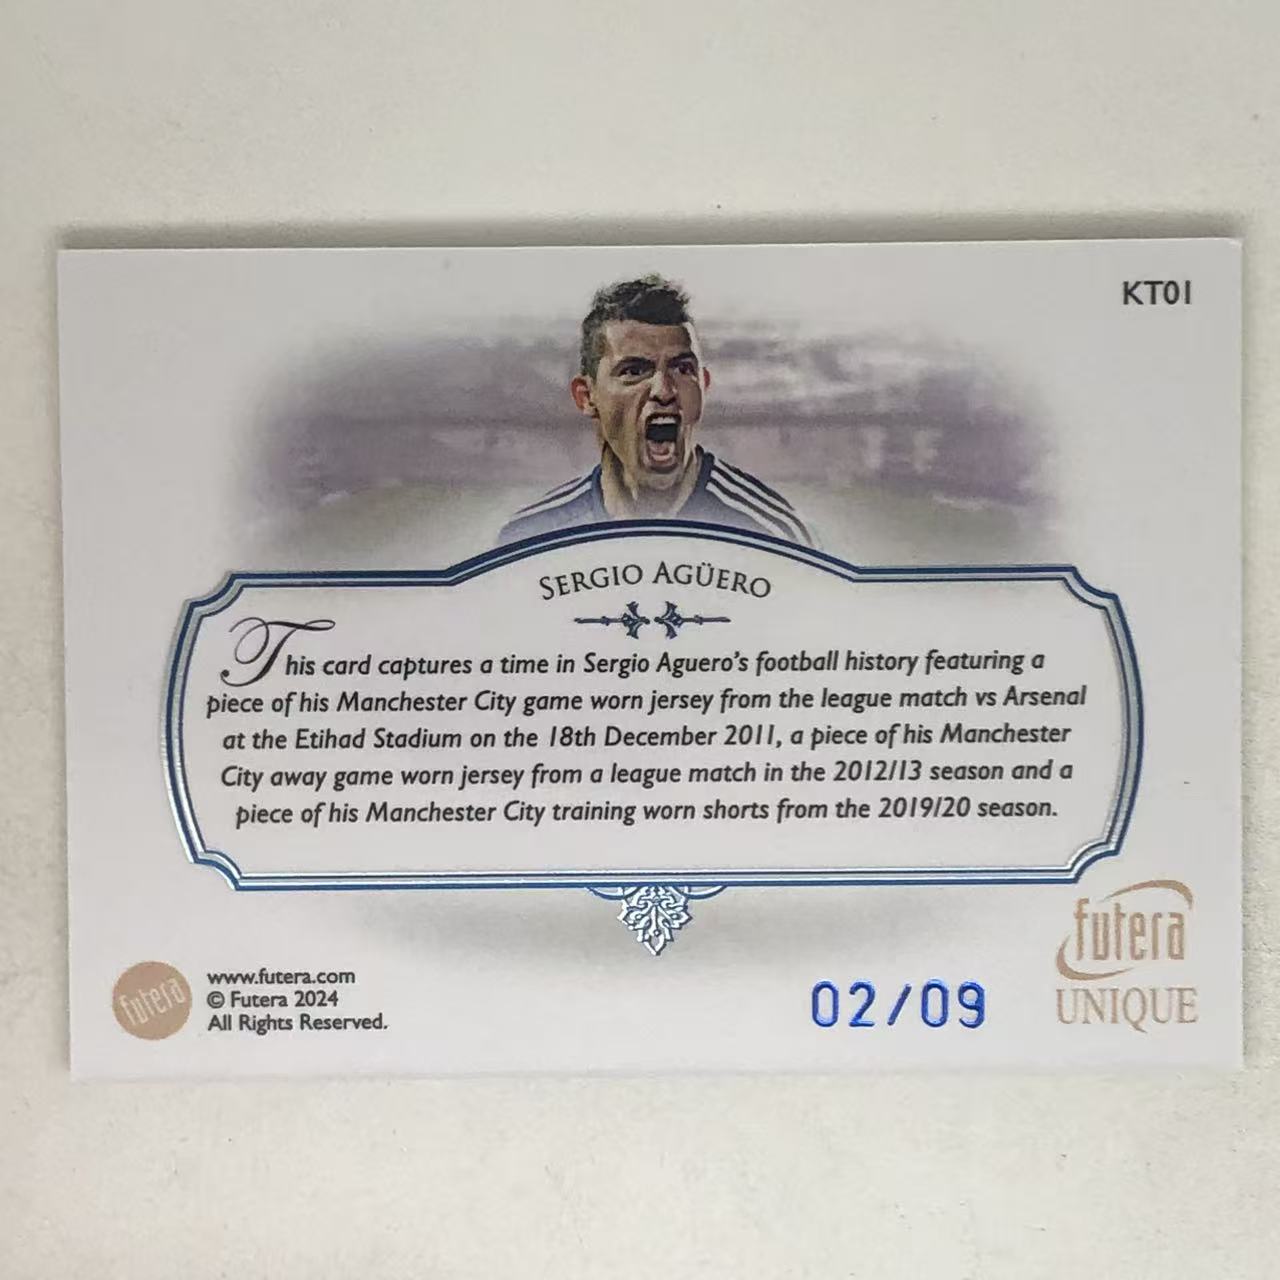 KT01
SERGIO AGÜERO
This card captures a time in Sergio Aguero's football history featuring a
piece of his Manchester City game worn jersey from the league match vs Arsenal
at the Etihad Stadium on the 18th December 2011, a piece of his Manchester
City away game worn jersey from a league match in the 2012/13 season and a
piece of his Manchester City training worn shorts from the 2019/20 season.
futera
www.futera.com
© Futera 2024
All Rights Reserved.
02/09
futera
UNIQUE